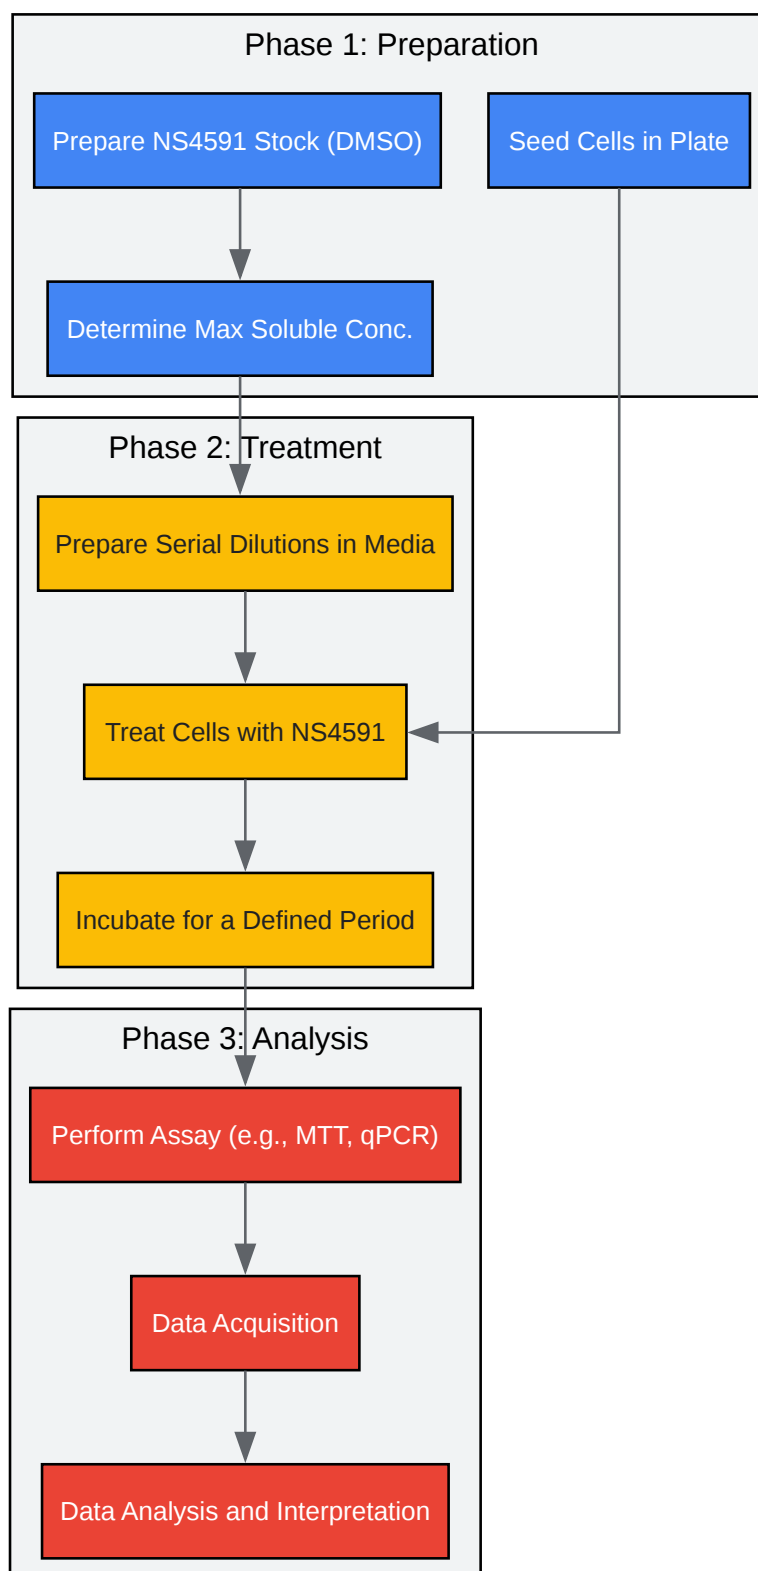 Phase 1: Preparation
Prepare NS4591 Stock (DMSO)
Seed Cells in Plate
Determine Max Soluble Conc.
Phase 2: Treatment
Prepare Serial Dilutions in Media
Treat Cells with NS4591
Incubate for a Defined Period
Phase 3: Analysis
Perform Assay (e.g., MTT, qPCR)
Data Acquisition
Data Analysis and Interpretation